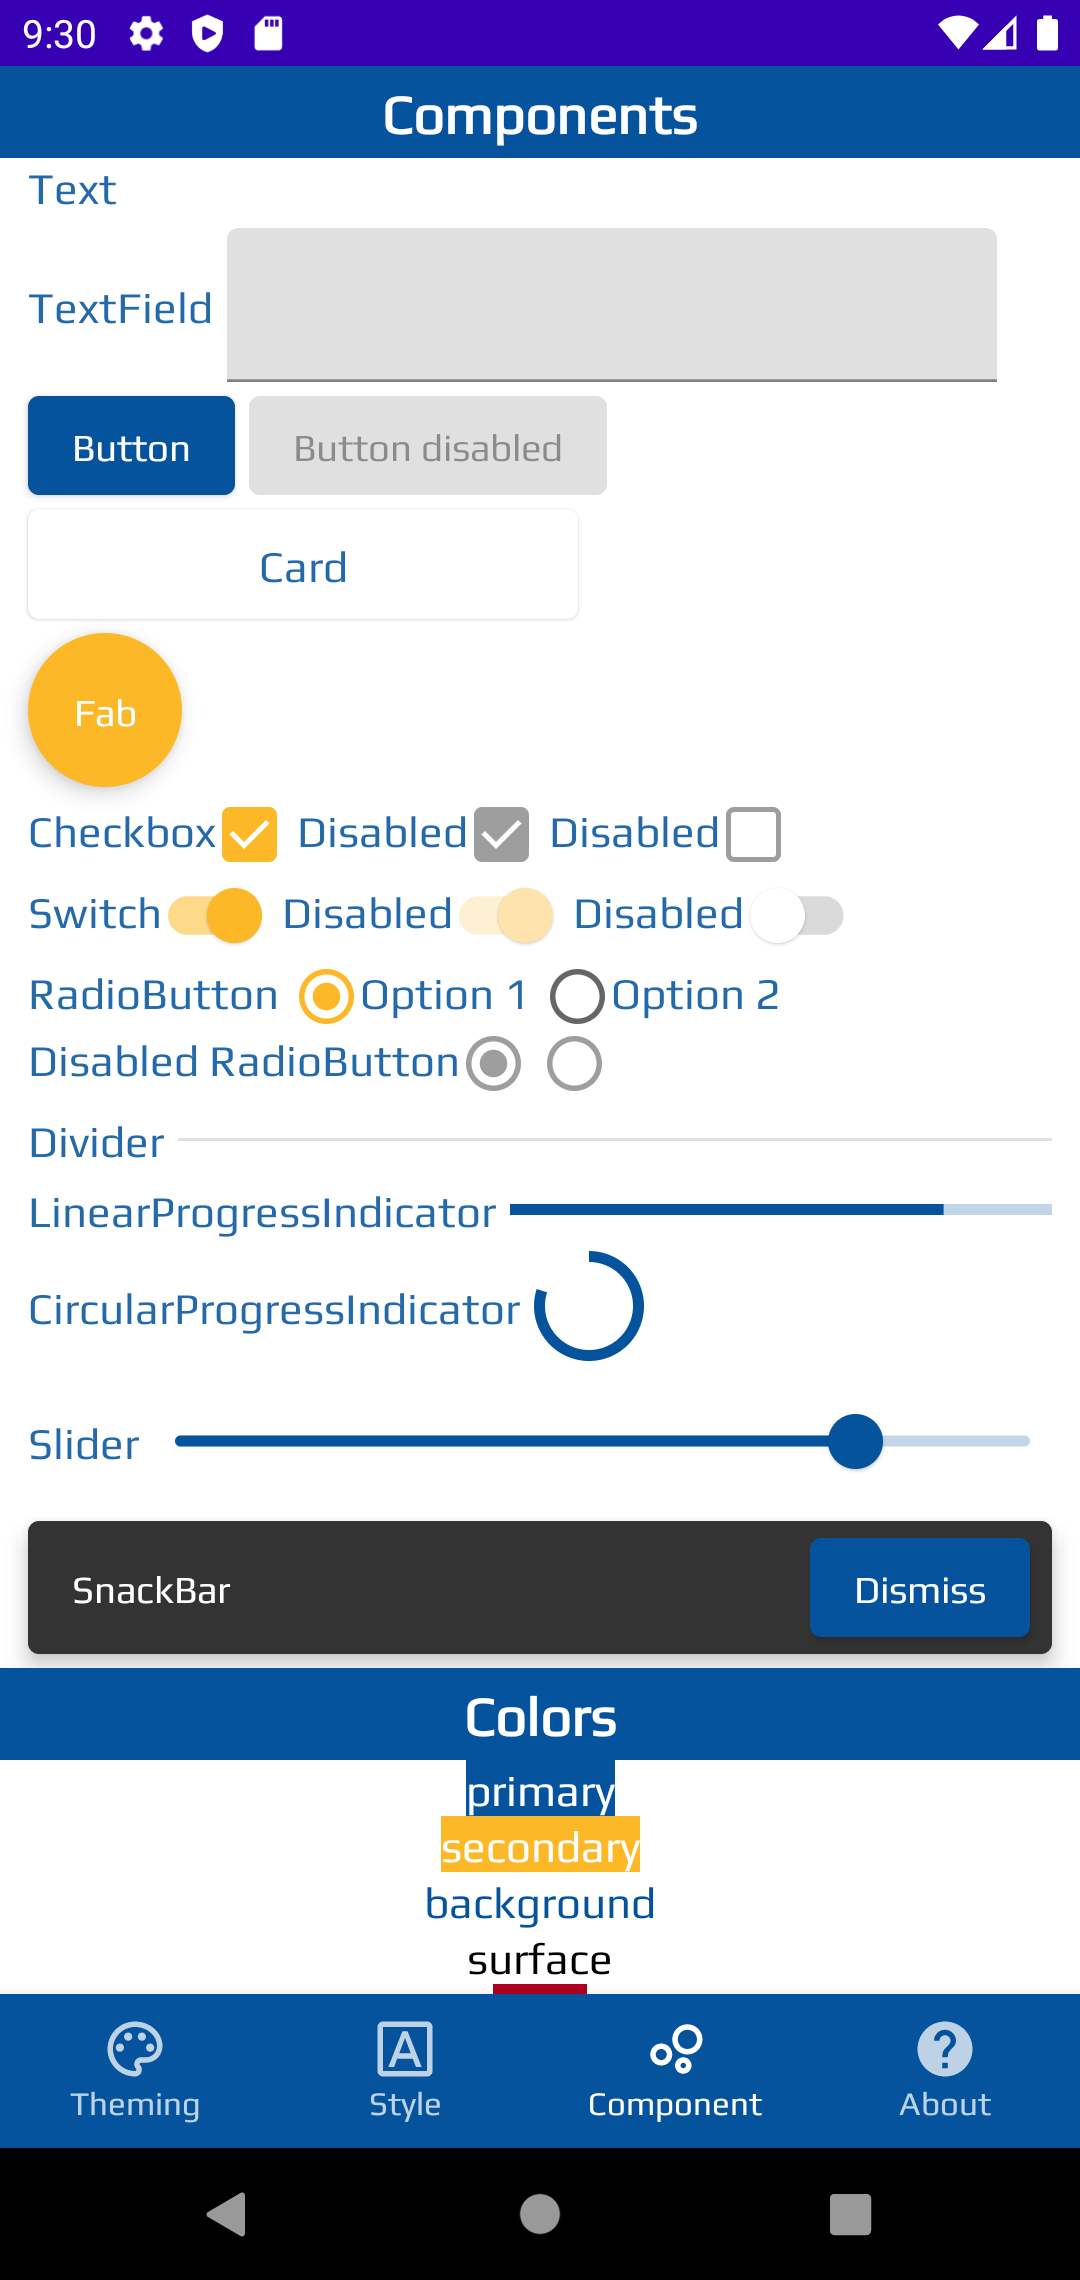 9:30
Components
Text
TextField
Button Button disabled
Card
Fab
Checkbox Disabled Disabled
Switch Disabled Disabled
RadioButton Option 1 Option 2
Disabled RadioButton
Divider
LinearProgressIndicator
CircularProgressIndicator
Slider
SnackBar Dismiss
Colors
primary
secondary
background
surface
Theming Style Component About